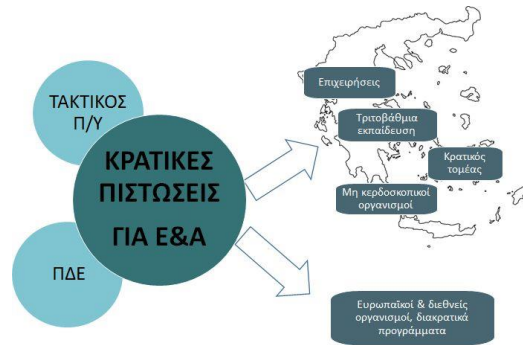 ΤΑΚΤΙΚΟΣ
Π/Υ
ΚΡΑΤΙΚΕΣ
ΠΙΣΤΩΣΕΙΣ
ΓΙΑ Ε&Α
ΠΔΕ
Επιχειρήσεις
Τριτοβάθμια
εκπαίδευση
Κρατικός
τομέας
Μη κερδοσκοπικοί
οργανισμοί
Ευρωπαϊκοί & διεθνείς
οργανισμοί, διακρατικά
προγράμματα